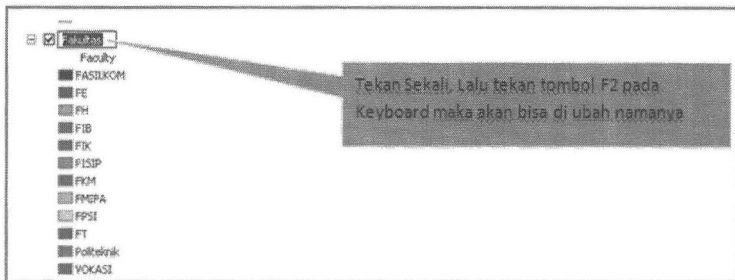 Fakultas
Faculty
FASILKOM
FE
FH
FIB
FIK
FISIP
FKM
FMIPA
FPSI
FT
Politeknik
VOKASI
Tekan Sekali, Lalu tekan tombol F2 pada
Keyboard maka akan bisa di ubah namanya